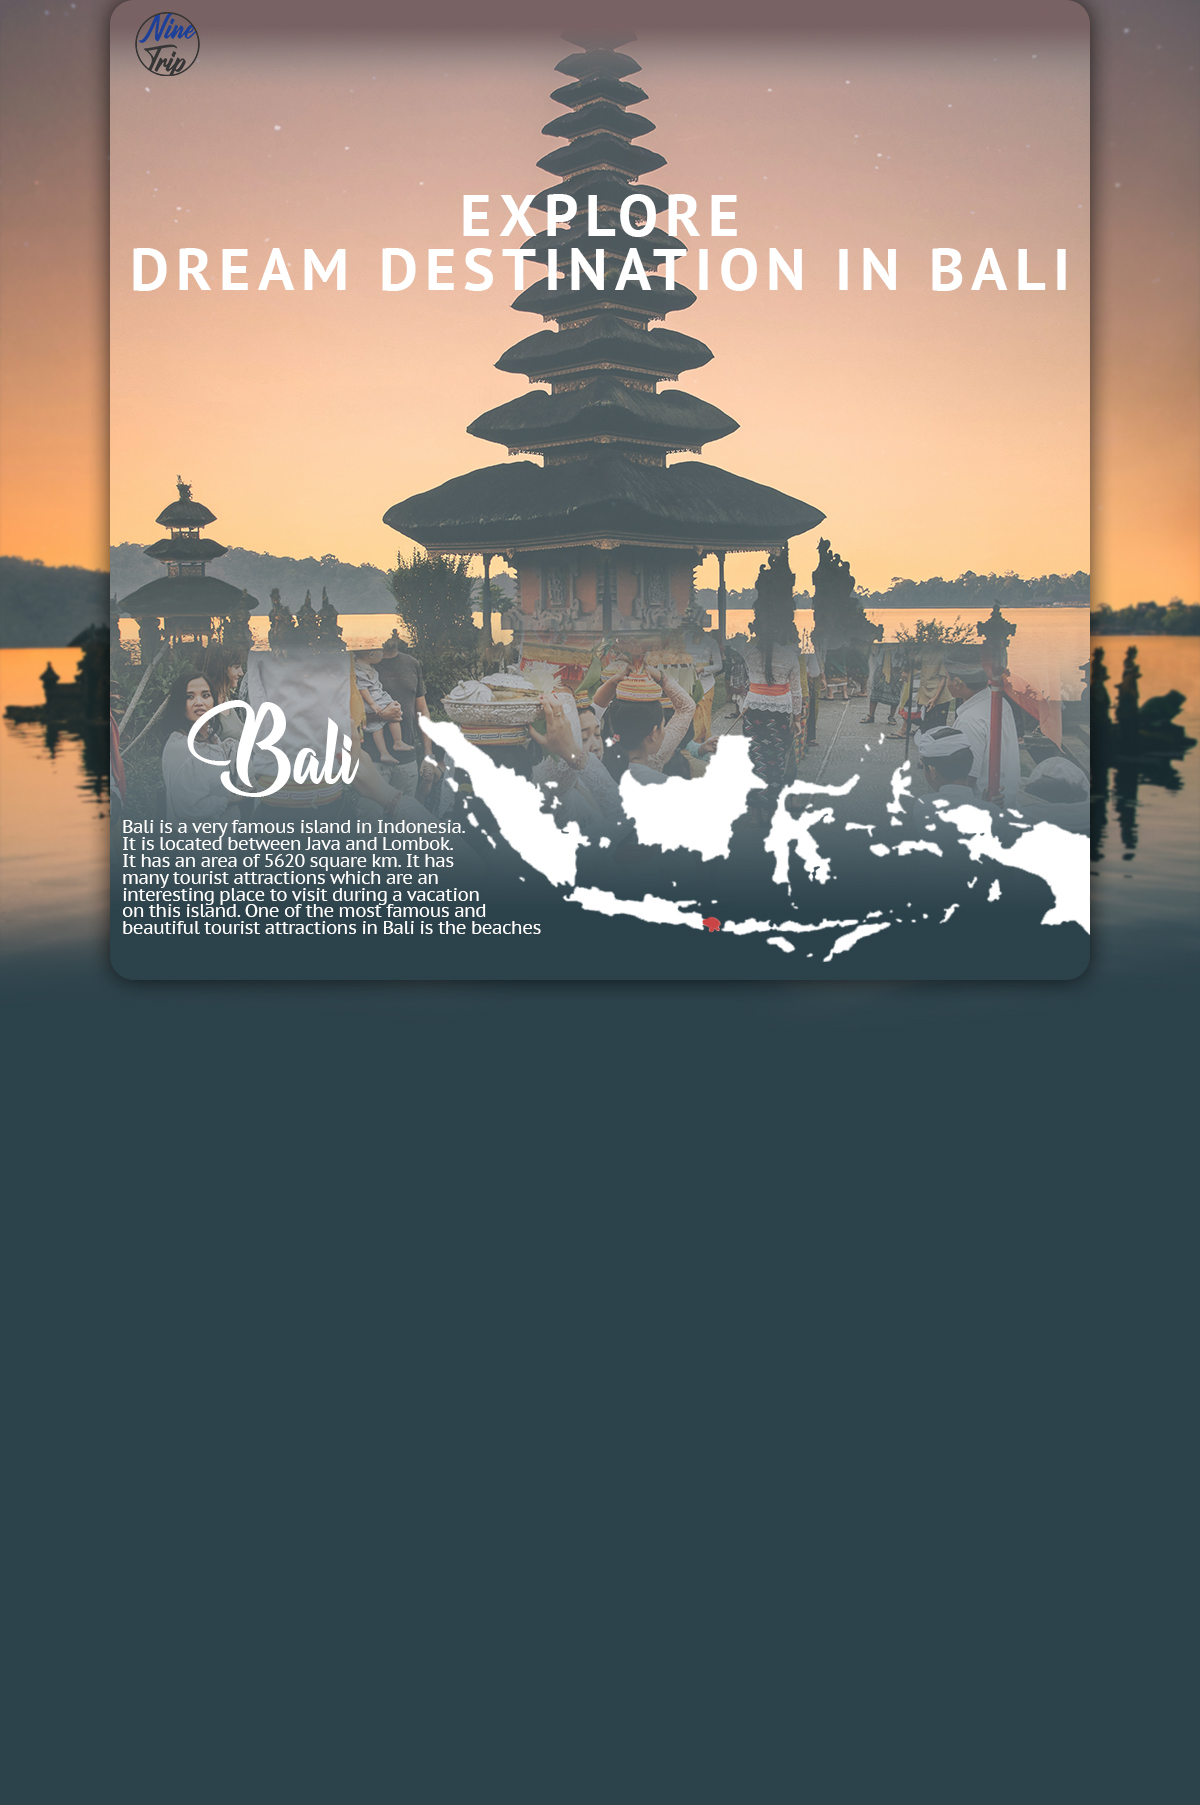 Nine
Trip
EXPLORE
DREAM DESTINATION IN BALI
Bali
Bali is a very famous island in Indonesia.
It is located between Java and Lombok.
It has an area of 5620 square km. It has
many tourist attractions which are an
interesting place to visit during a vacation
on this island. One of the most famous and
beautiful tourist attractions in Bali is the beaches